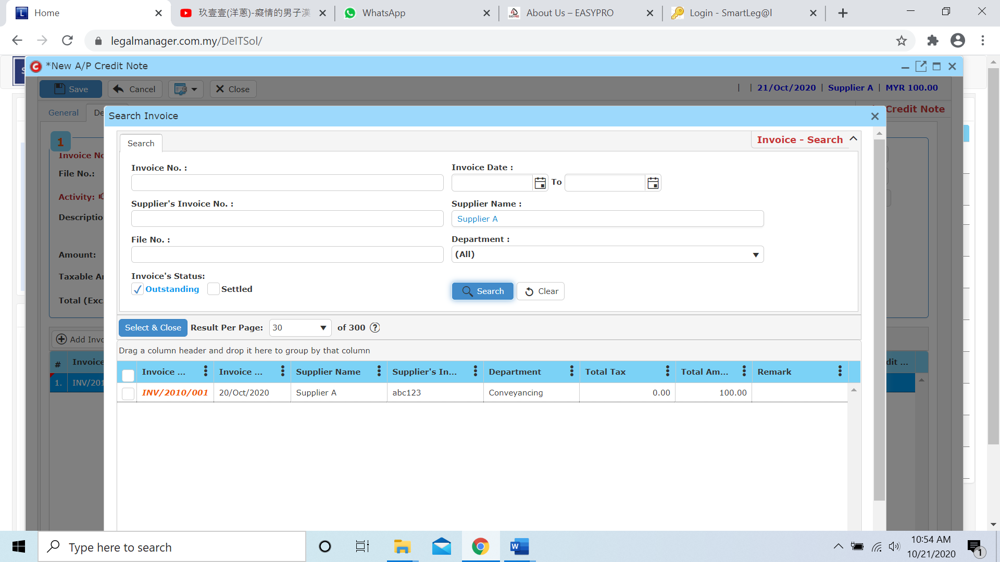 Home
玖壹壹(洋蔥)-癡情的男子漢
WhatsApp
About Us – EASYPRO
Login - SmartLeg@l
legalmanager.com.my/DeITSol/
*New A/P Credit Note
Save
Cancel
Close
| | 21/Oct/2020 | Supplier A | MYR 100.00
General
De
Credit Note
Search Invoice
1
Invoice No
File No.:
Activity:
Descriptio
Amount:
Taxable A
Total (Exc
Add Invo
# Invoice
dit ...
1. INV/201
Search
Invoice - Search
Invoice No. :
Invoice Date :
To
Supplier's Invoice No. :
Supplier Name :
Supplier A
File No. :
Department :
(All)
Invoice's Status:
Outstanding
Settled
Search
Clear
Select & Close
Result Per Page:
30
of 300
Drag a column header and drop it here to group by that column
Invoice ... Invoice ... Supplier Name Supplier's In... Department Total Tax Total Am... Remark
INV/2010/001 20/Oct/2020 Supplier A abc123 Conveyancing 0.00 100.00
Type here to search
10:54 AM
10/21/2020
1